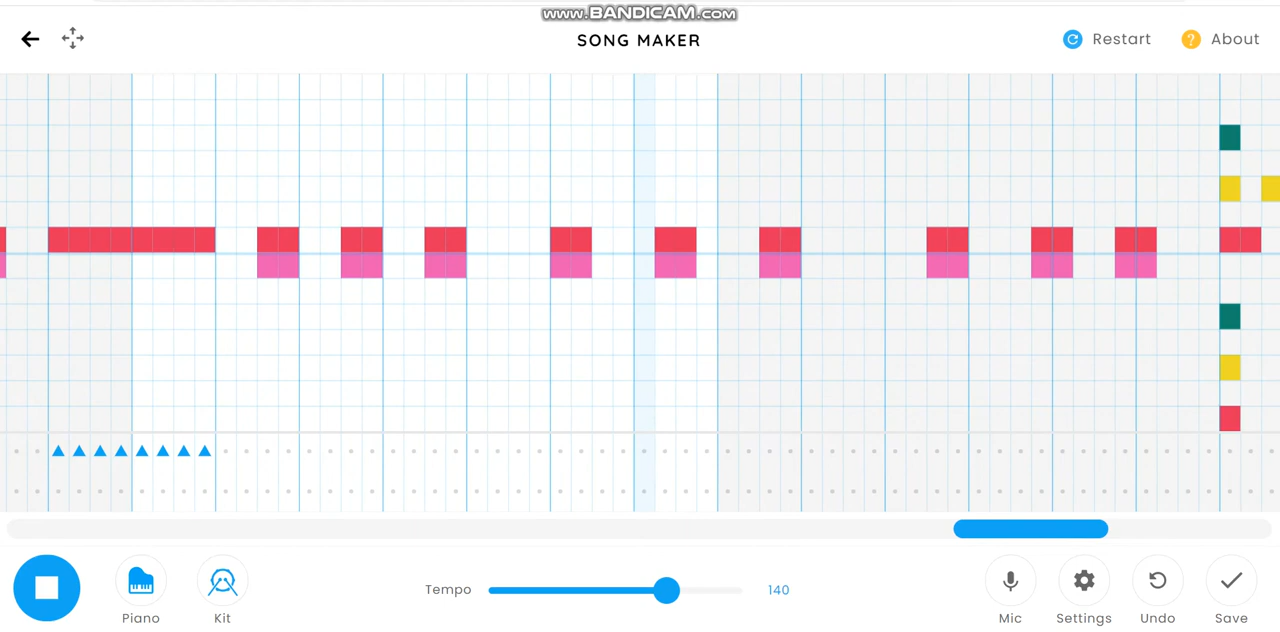 www.BANDICAM.com
SONG MAKER
Restart
About
Tempo
140
Piano
Kit
Mic
Settings
Undo
Save